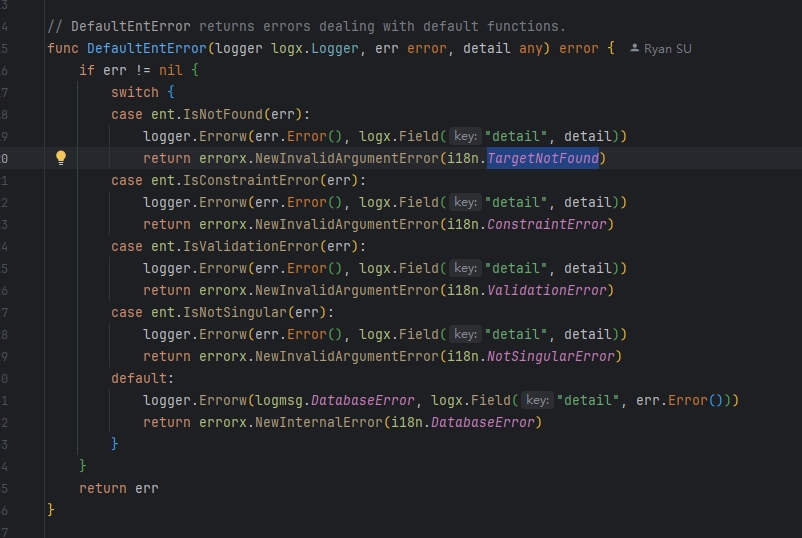 3
4 // DefaultEntError returns errors dealing with default functions.
5 func DefaultEntError(logger logx.Logger, err error, detail any) error { Ryan SU
6 if err != nil {
7 switch {
8 case ent.IsNotFound(err):
9 logger.Errorw(err.Error(), logx.Field( key: "detail", detail))
0 return errorx.NewInvalidArgumentError(i18n.TargetNotFound)
1 case ent.IsConstraintError(err):
2 logger.Errorw(err.Error(), logx.Field( key: "detail", detail))
3 return errorx.NewInvalidArgumentError(i18n.ConstraintError)
4 case ent.IsValidationError(err):
5 logger.Errorw(err.Error(), logx.Field( key: "detail", detail))
6 return errorx.NewInvalidArgumentError(i18n.ValidationError)
7 case ent.IsNotSingular(err):
8 logger.Errorw(err.Error(), logx.Field( key: "detail", detail))
9 return errorx.NewInvalidArgumentError(i18n.NotSingularError)
0 default:
1 logger.Errorw(logmsg.DatabaseError, logx.Field( key: "detail", err.Error()))
2 return errorx.NewInternalError(i18n.DatabaseError)
3 }
4 }
5 return err
6 }
7